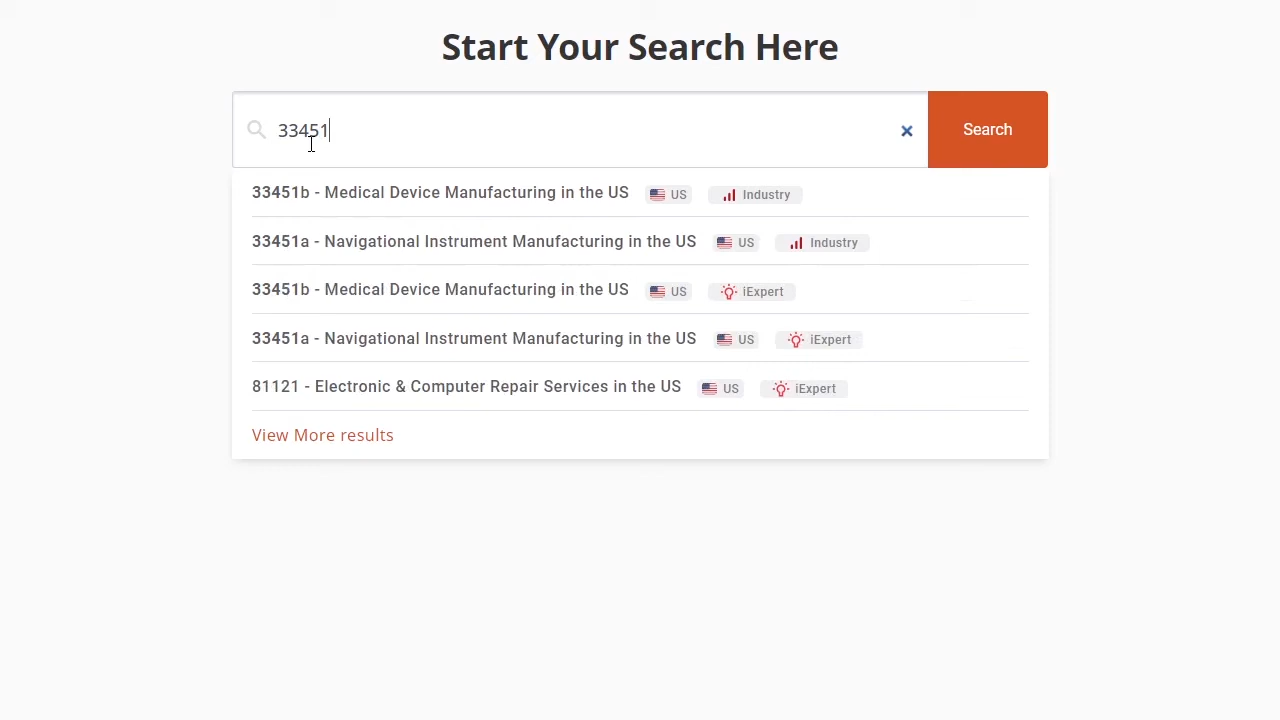 Start Your Search Here
33451
Search
33451b - Medical Device Manufacturing in the US US Industry
33451a - Navigational Instrument Manufacturing in the US US Industry
33451b - Medical Device Manufacturing in the US US iExpert
33451a - Navigational Instrument Manufacturing in the US US iExpert
81121 - Electronic & Computer Repair Services in the US US iExpert
View More results